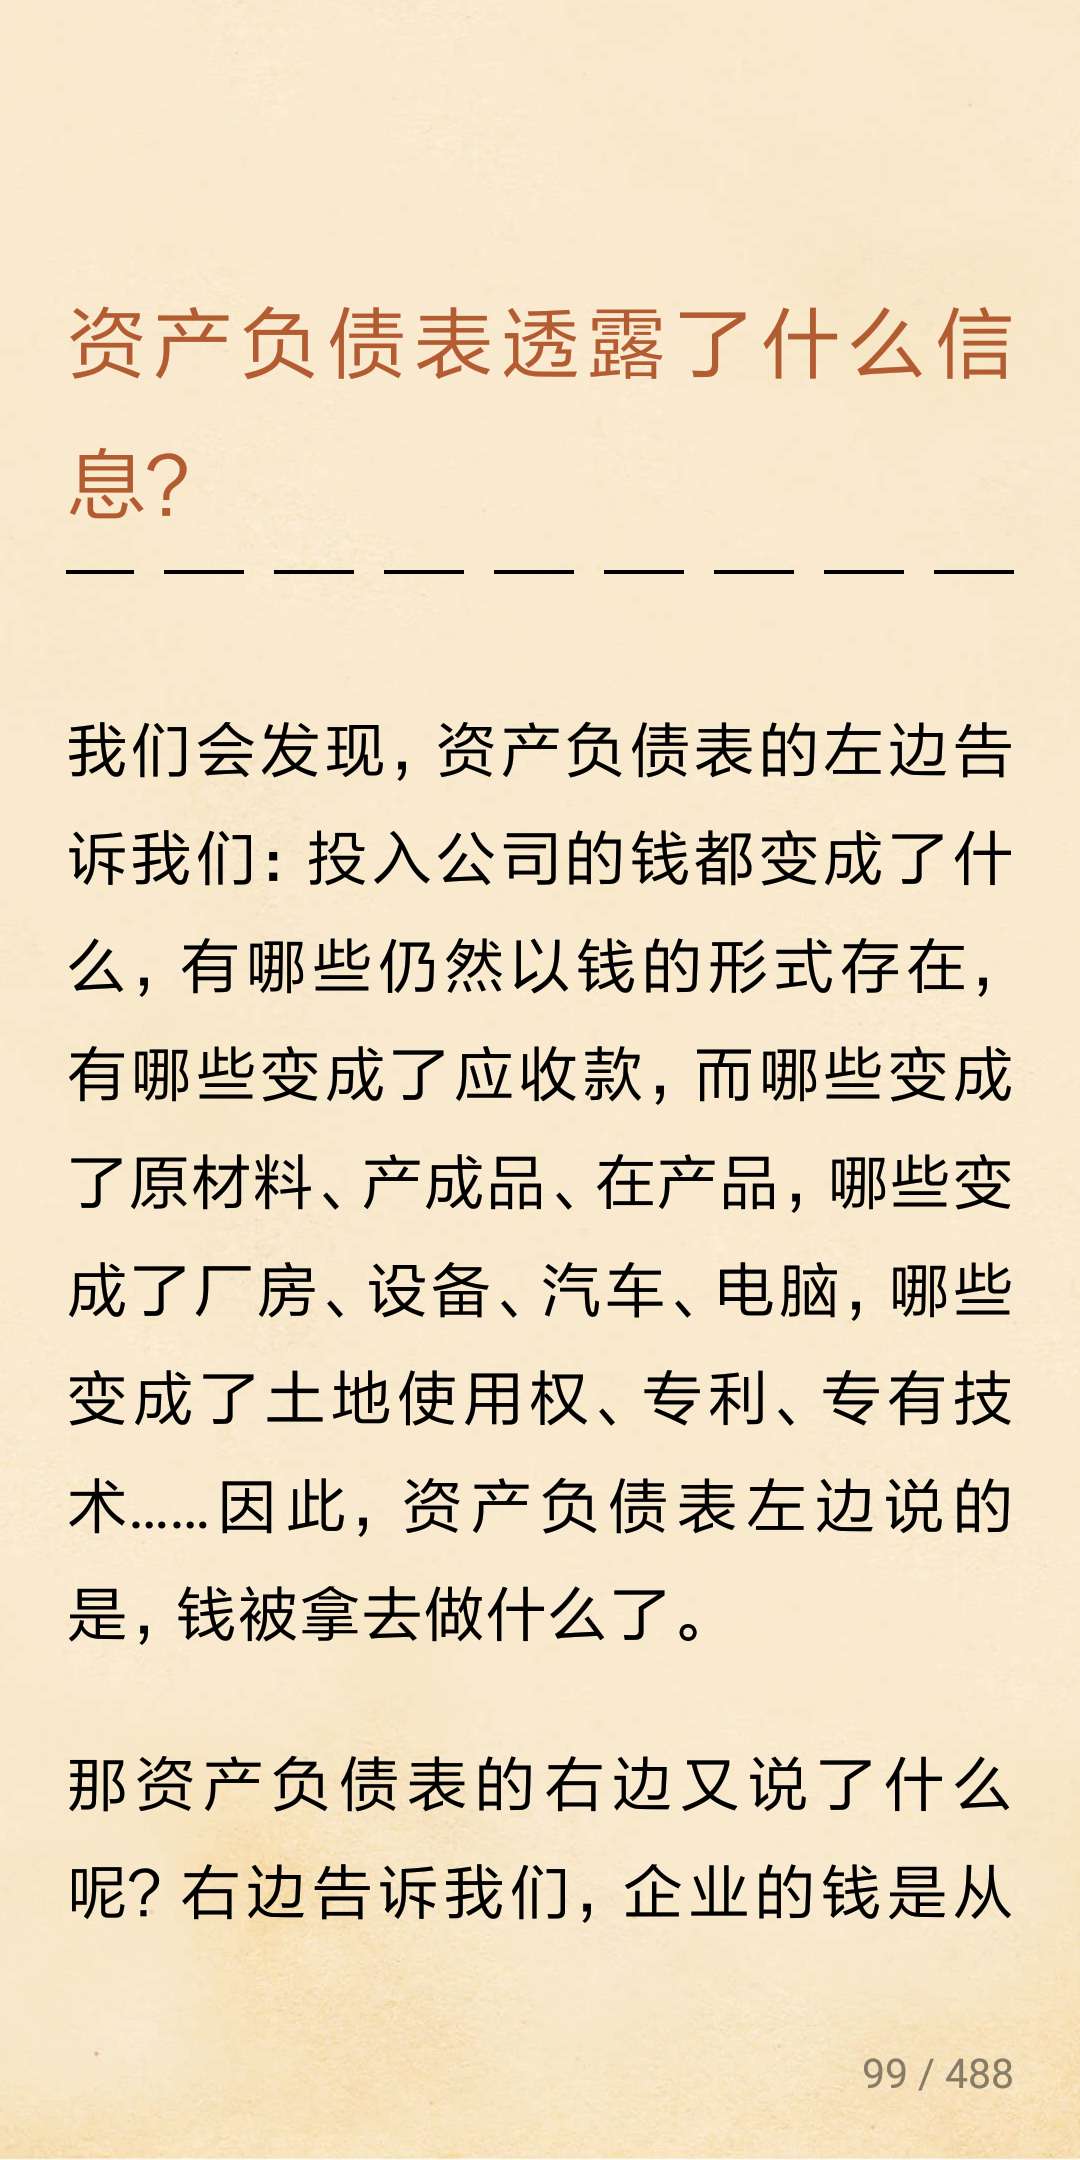 资产负债表透露了什么信
息?
我们会发现，资产负债表的左边告
诉我们：投入公司的钱都变成了什
么，有哪些仍然以钱的形式存在，
有哪些变成了应收款，而哪些变成
了原材料、产成品、在产品，哪些变
成了厂房、设备、汽车、电脑，哪些
变成了土地使用权、专利、专有技
术……因此，资产负债表左边说的
是，钱被拿去做什么了。
那资产负债表的右边又说了什么
呢？右边告诉我们，企业的钱是从
99 / 488